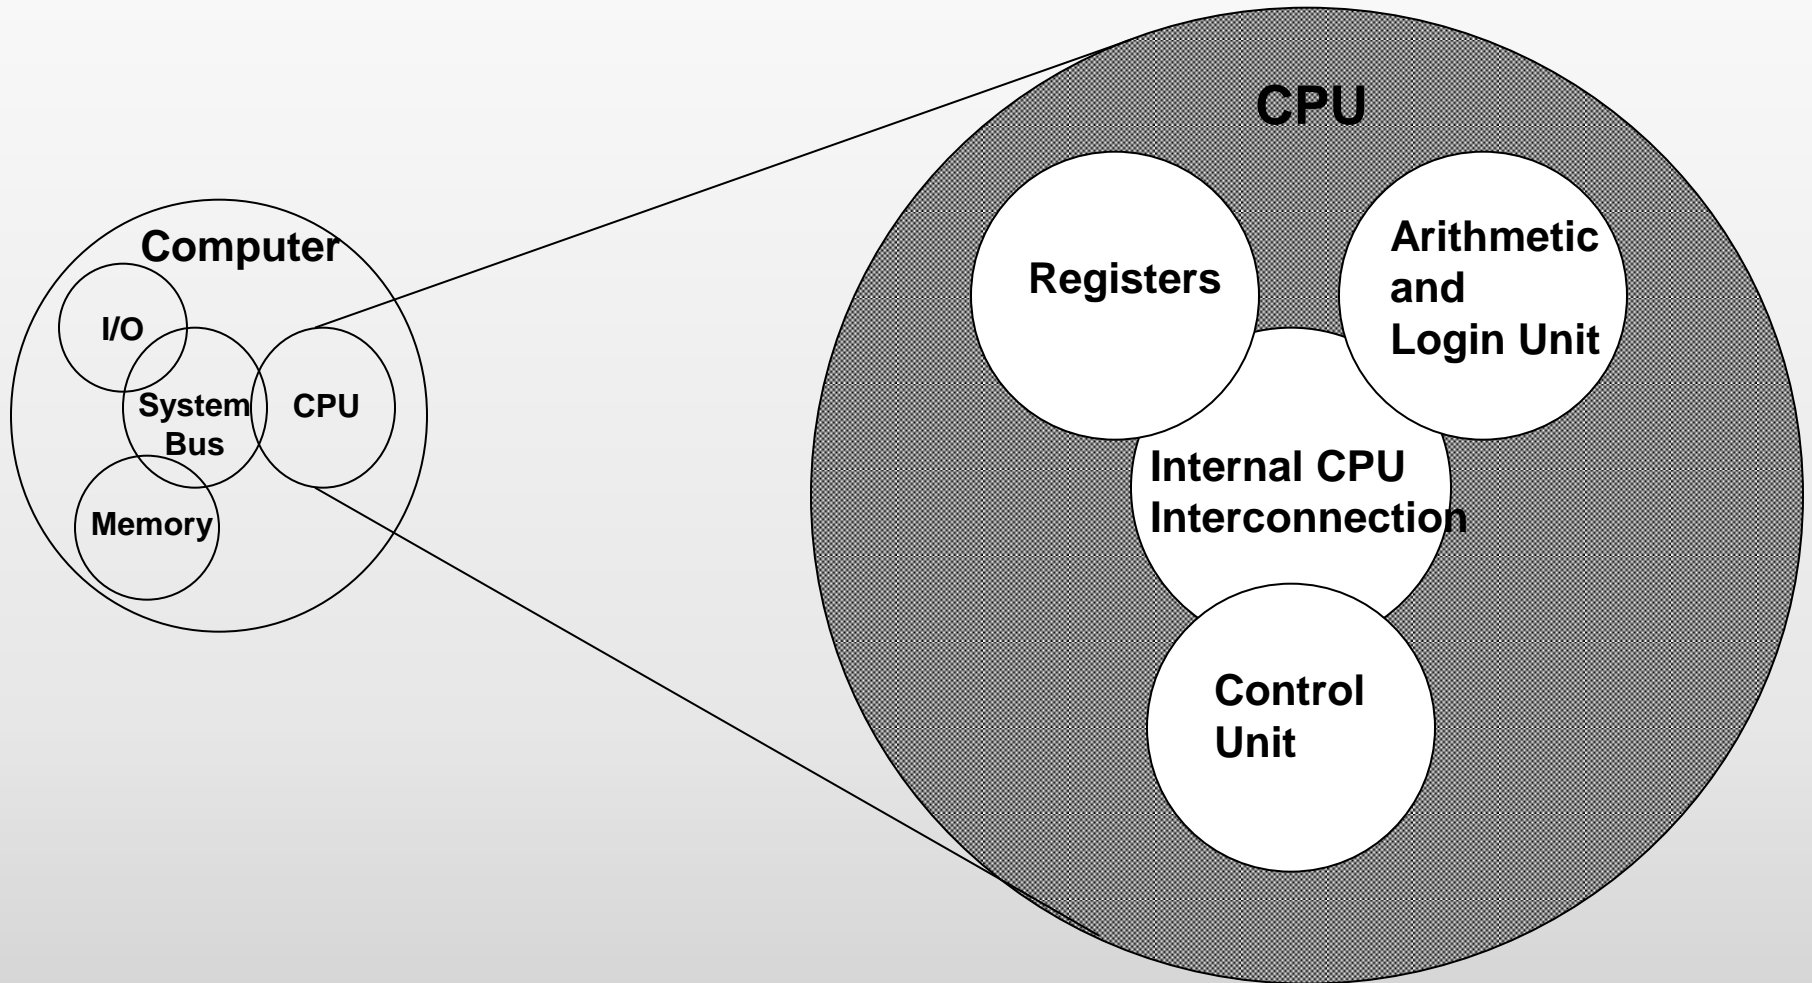 Computer
I/O
System
Bus
CPU
Memory
CPU
Registers
Arithmetic
and
Login Unit
Internal CPU
Interconnection
Control
Unit